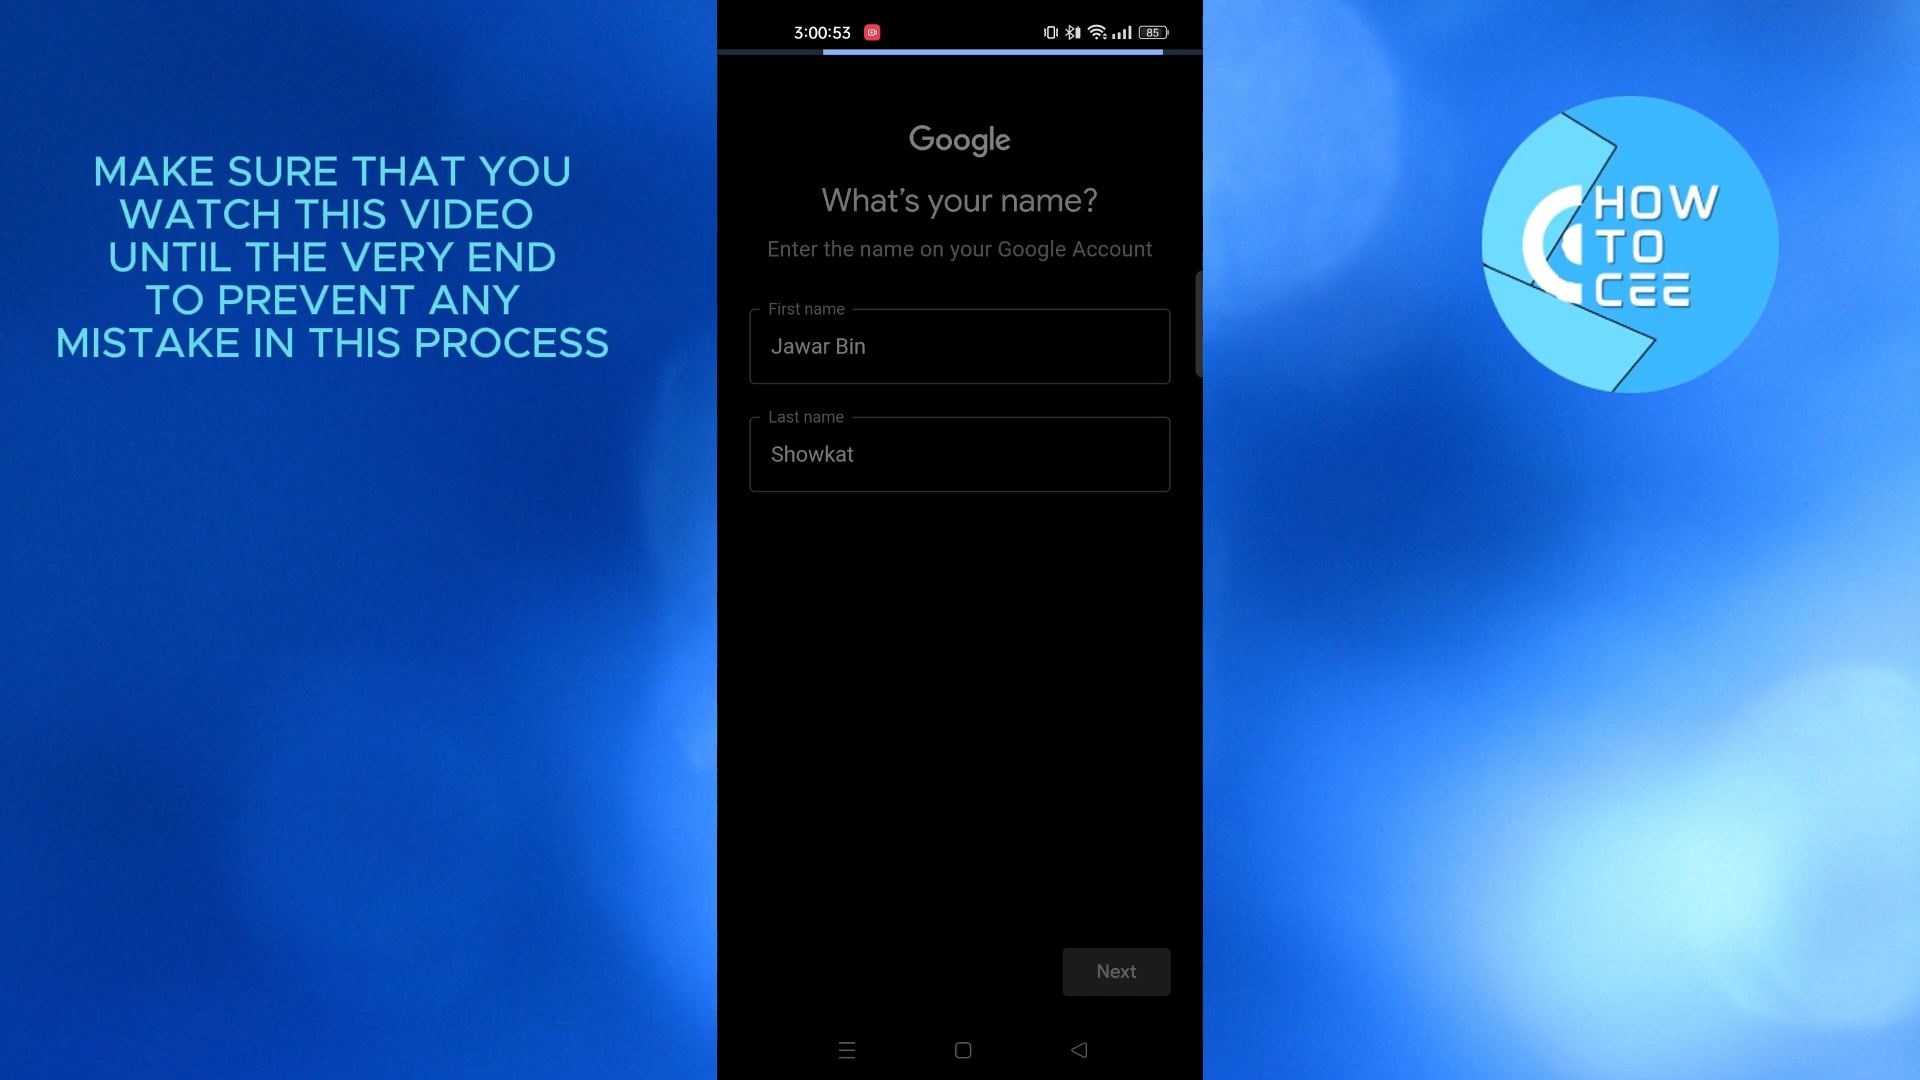 MAKE SURE THAT YOU
WATCH THIS VIDEO
UNTIL THE VERY END
TO PREVENT ANY
MISTAKE IN THIS PROCESS
3:00:53
85
Google
What’s your name?
Enter the name on your Google Account
First name
Jawar Bin
Last name
Showkat
Next
HOW
TO
CEE